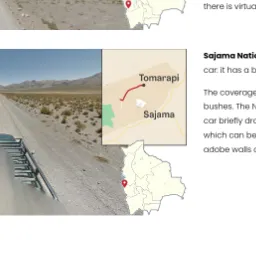 there is virtua
Tomarapi
Sajama
Sajama Natio
car. it has a b
The coverage
bushes. The N
car briefly dro
which can be
adobe walls